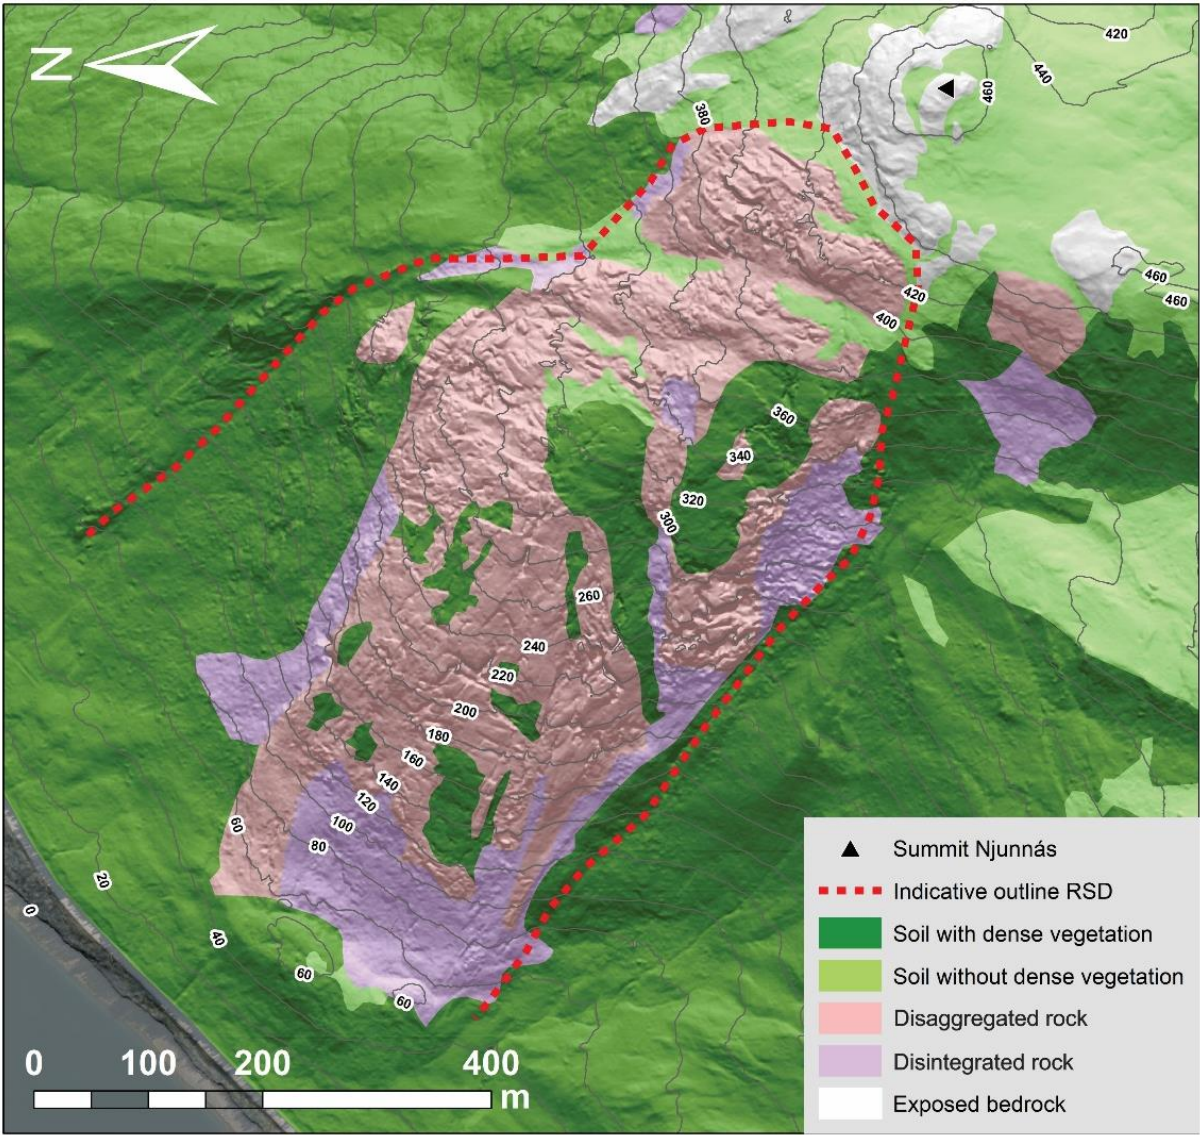 N
420
440
460
380
460
460
420
400
360
340
320
300
260
240
220
200
180
160
140
120
100
80
60
20
0
40
60
60
Summit Njunnás
Indicative outline RSD
Soil with dense vegetation
Soil without dense vegetation
Disaggregated rock
Disintegrated rock
Exposed bedrock
0 100 200 400
m